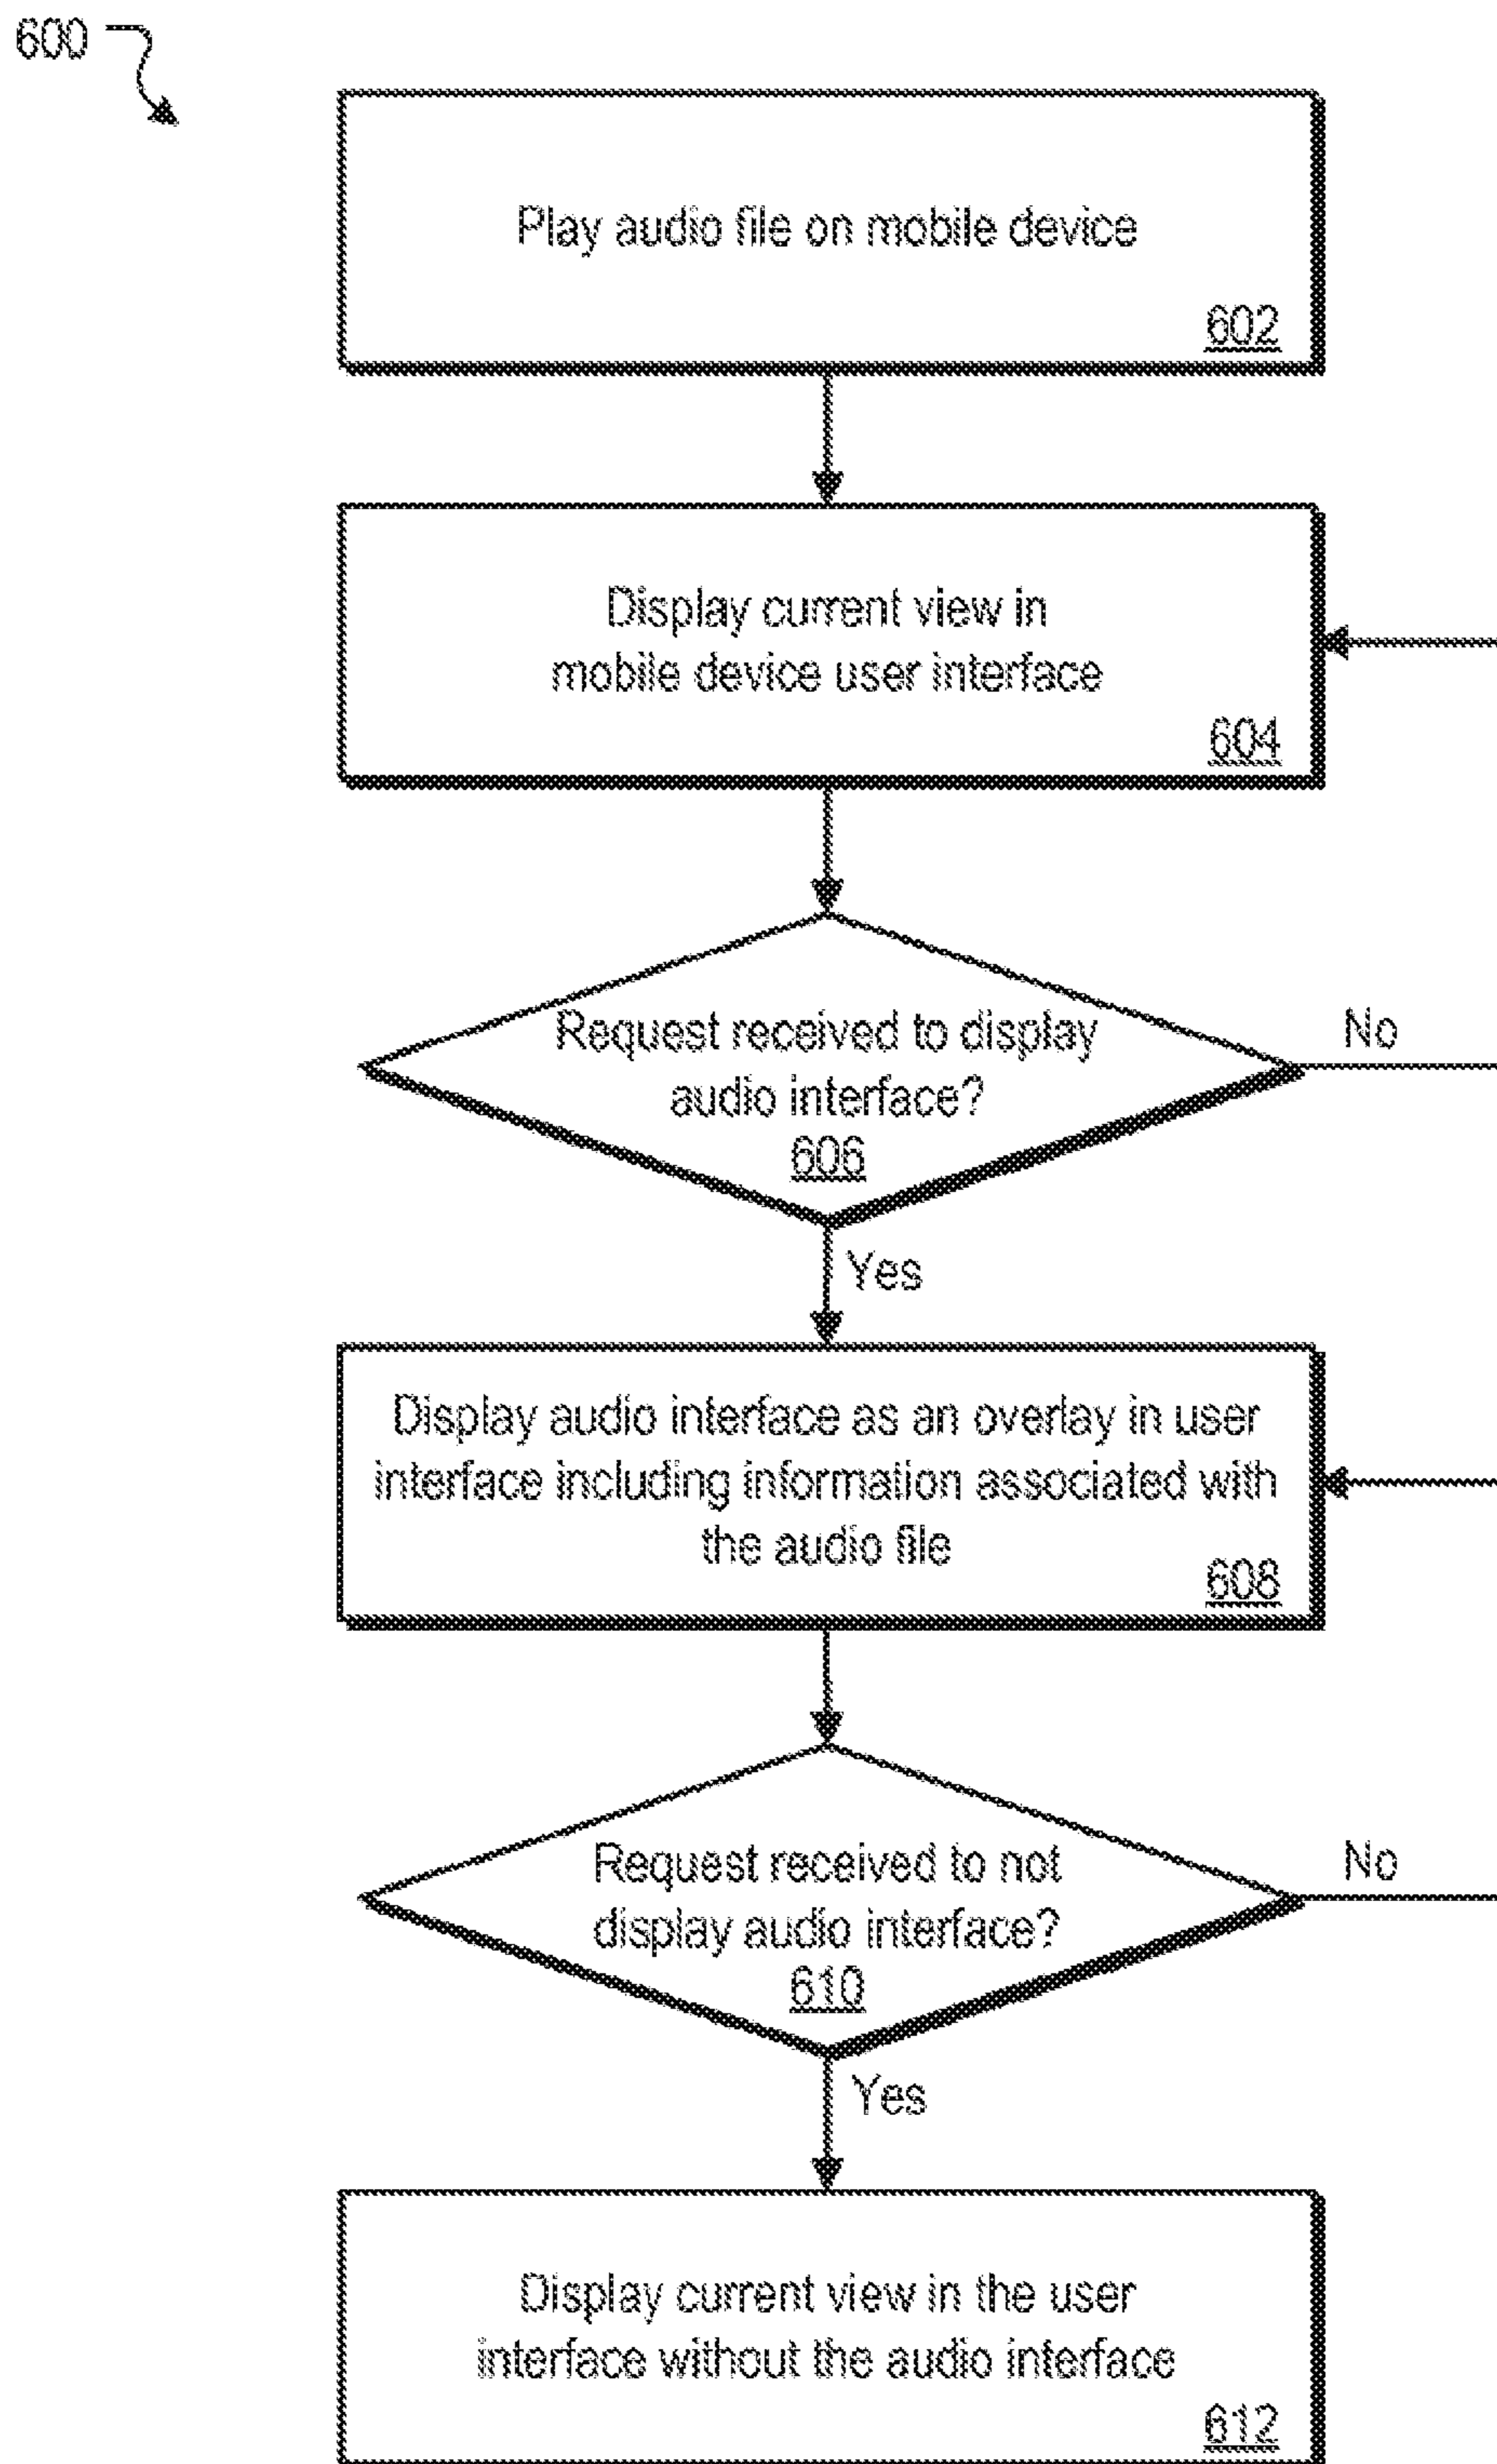 600
Play audio file on mobile device
602
Display current view in
mobile device user interface
604
Request received to display
audio interface?
606
No
Yes
Display audio interface as an overlay in user
interface including information associated with
the audio file
608
Request received to not
display audio interface?
610
No
Yes
Display current view in the user
interface without the audio interface
612